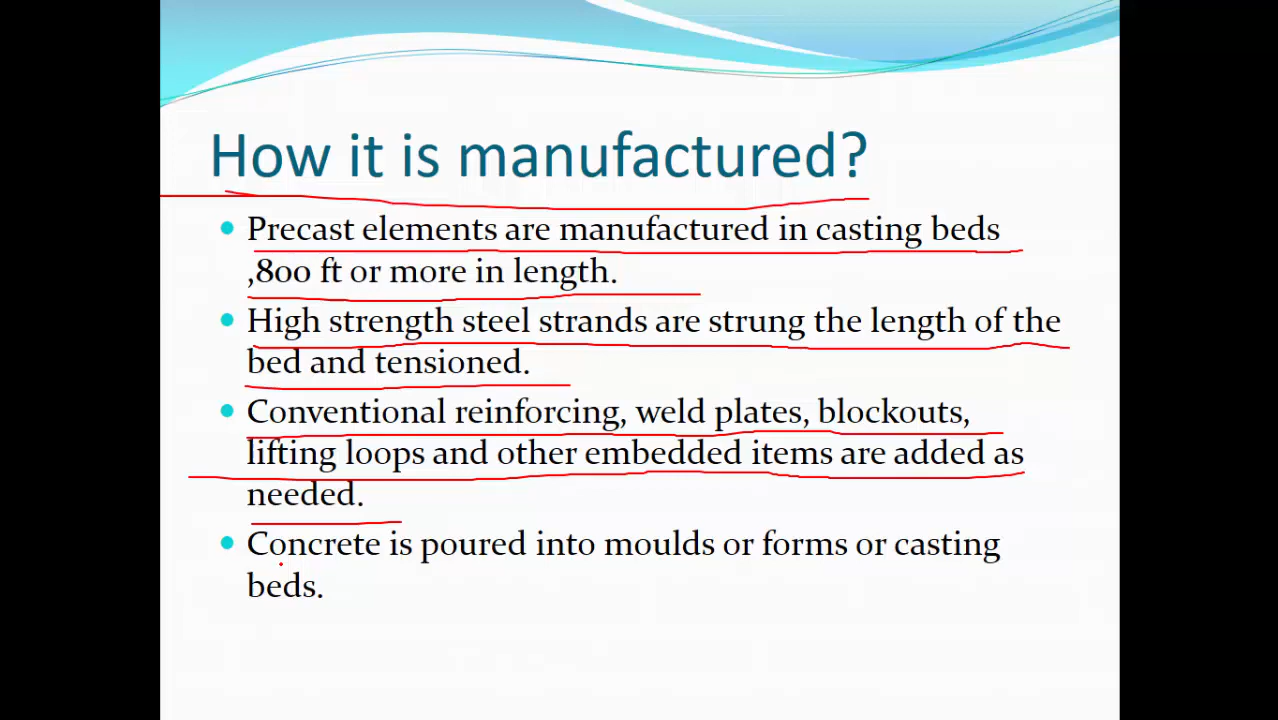 How it is manufactured?
Precast elements are manufactured in casting beds
,800 ft or more in length.
High strength steel strands are strung the length of the
bed and tensioned.
Conventional reinforcing, weld plates, blockouts,
lifting loops and other embedded items are added as
needed.
Concrete is poured into moulds or forms or casting
beds.